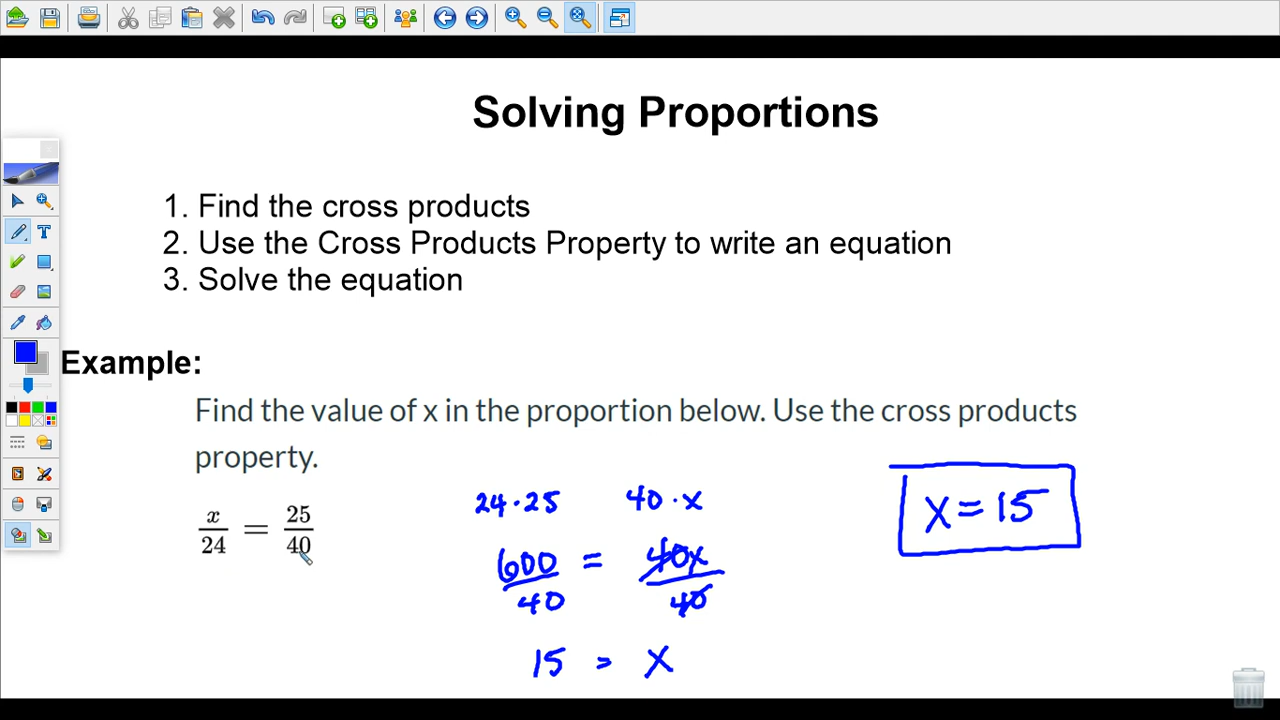 Solving Proportions
1. Find the cross products
2. Use the Cross Products Property to write an equation
3. Solve the equation
Example:
Find the value of x in the proportion below. Use the cross products
property.
x/24 = 25/40
24·25 40·x
600/40 = 40x/40
15 = x
x=15